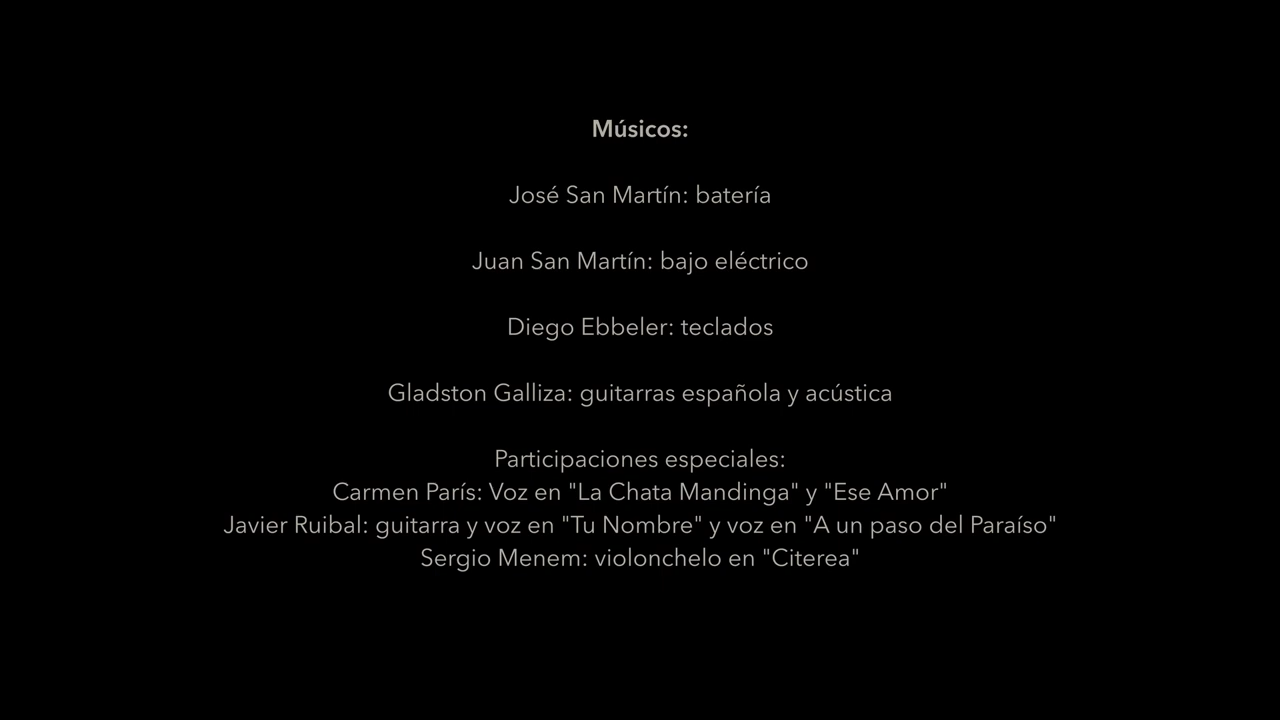 Músicos:
José San Martín: batería
Juan San Martín: bajo eléctrico
Diego Ebbeler: teclados
Gladston Galliza: guitarras española y acústica
Participaciones especiales:
Carmen París: Voz en "La Chata Mandinga" y "Ese Amor"
Javier Ruibal: guitarra y voz en "Tu Nombre" y voz en "A un paso del Paraíso"
Sergio Menem: violonchelo en "Citerea"